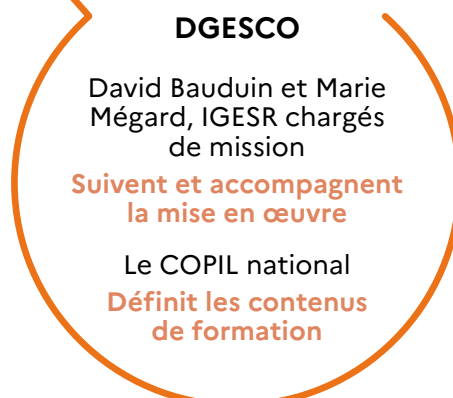 DGESCO
David Bauduin et Marie
Mégard, IGESR chargés
de mission
Suivent et accompagnent
la mise en œuvre
Le COPIL national
Définit les contenus
de formation